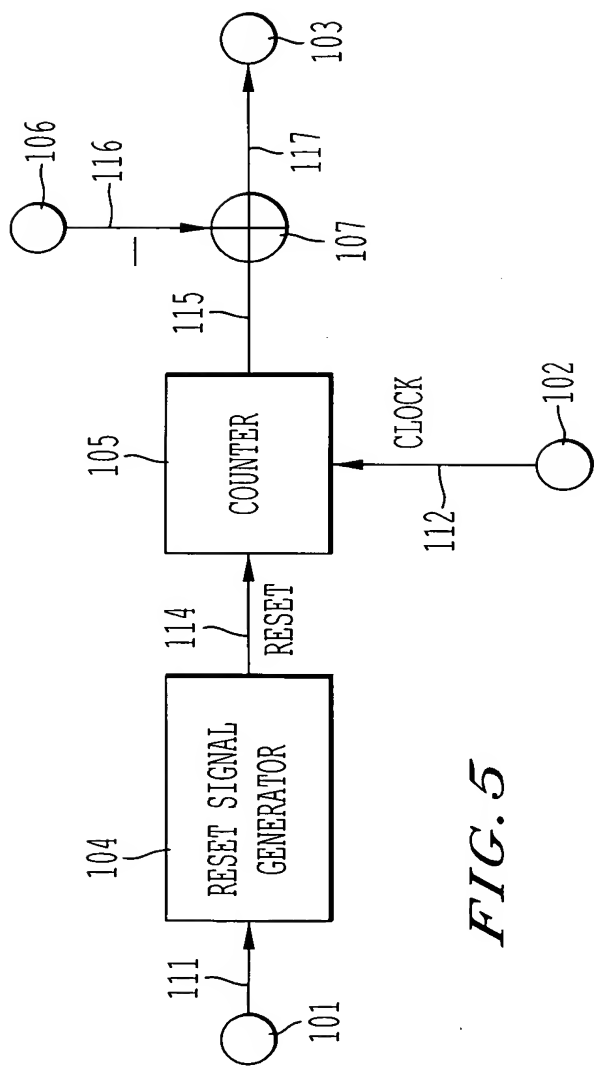 106
116
—
103
117
107
115
105
COUNTER
114
RESET
104
RESET SIGNAL
GENERATOR
111
101
CLOCK
112
102
FIG. 5